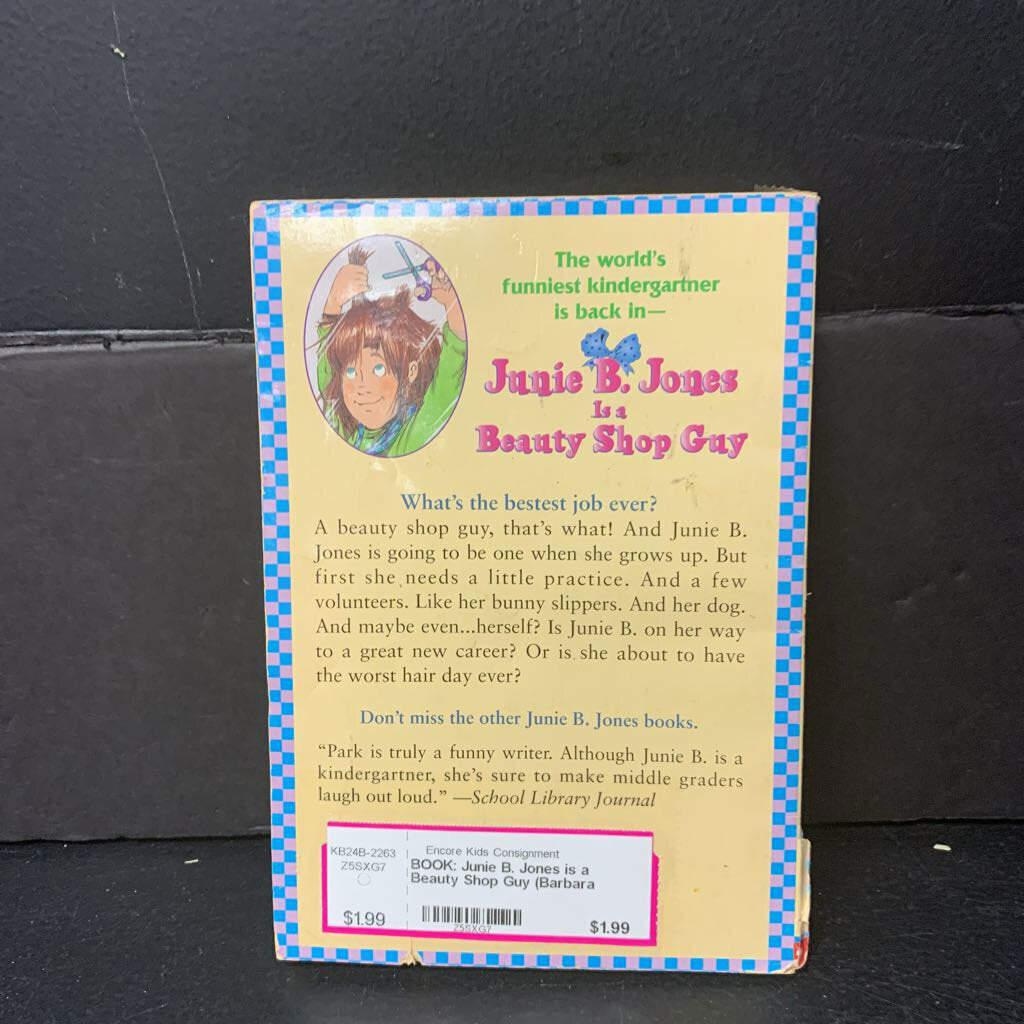 The world's
funniest kindergartner
is back in—
Junie B. Jones
Is a
Beauty Shop Guy
What's the bestest job ever?
A beauty shop guy, that's what! And Junie B.
Jones is going to be one when she grows up. But
first she needs a little practice. And a few
volunteers. Like her bunny slippers. And her dog.
And maybe even...herself? Is Junie B. on her way
to a great new career? Or is she about to have
the worst hair day ever?
Don't miss the other Junie B. Jones books.
"Park is truly a funny writer. Although Junie B. is a
kindergartner, she's sure to make middle graders
laugh out loud." —School Library Journal
KB24B-2263
Z5SXG7
$1.99
Encore Kids Consignment
BOOK: Junie B. Jones is a
Beauty Shop Guy (Barbara
Z5SXG7
$1.99